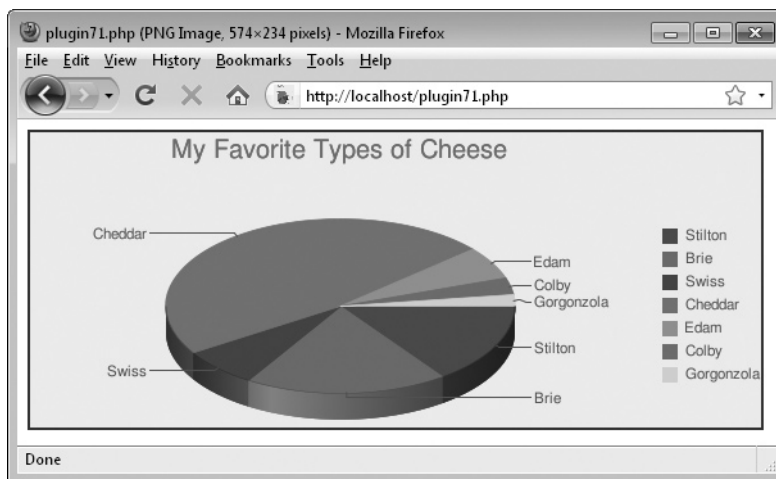 plugin71.php (PNG Image, 574×234 pixels) - Mozilla Firefox
File Edit View History Bookmarks Tools Help
http://localhost/plugin71.php
My Favorite Types of Cheese
Cheddar
Edam
Colby
Gorgonzola
Stilton
Brie
Swiss
Stilton
Brie
Swiss
Cheddar
Edam
Colby
Gorgonzola
Done